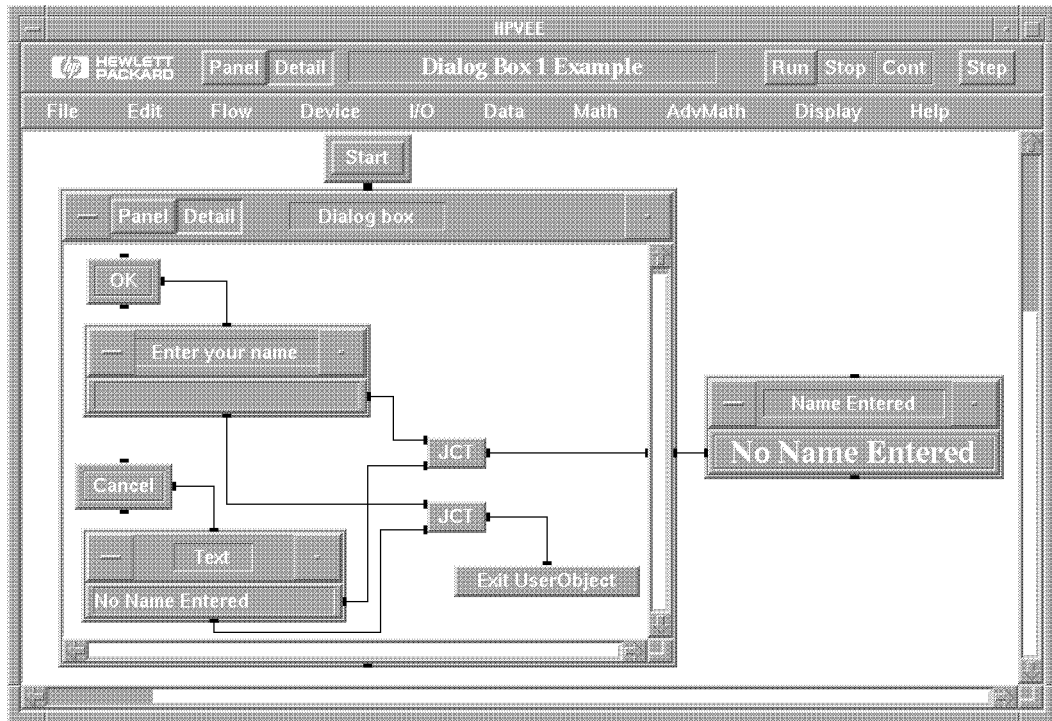 HPVEE
hp HEWLETT PACKARD Panel Detail Dialog Box 1 Example Run Stop Cont Step
File Edit Flow Device I/O Data Math AdvMath Display Help
Start
Panel Detail Dialog box
OK
Enter your name
Name Entered
No Name Entered
JCT
Cancel
JCT
Text
Exit UserObject
No Name Entered